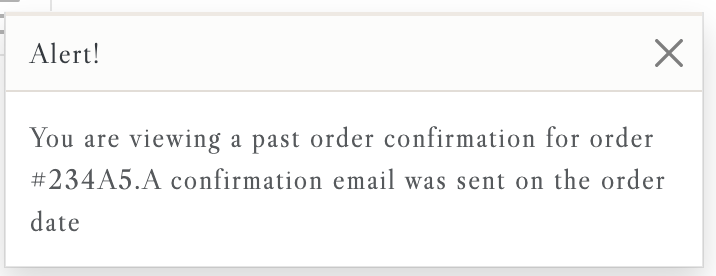 Alert!
You are viewing a past order confirmation for order
#234A5.A confirmation email was sent on the order
date